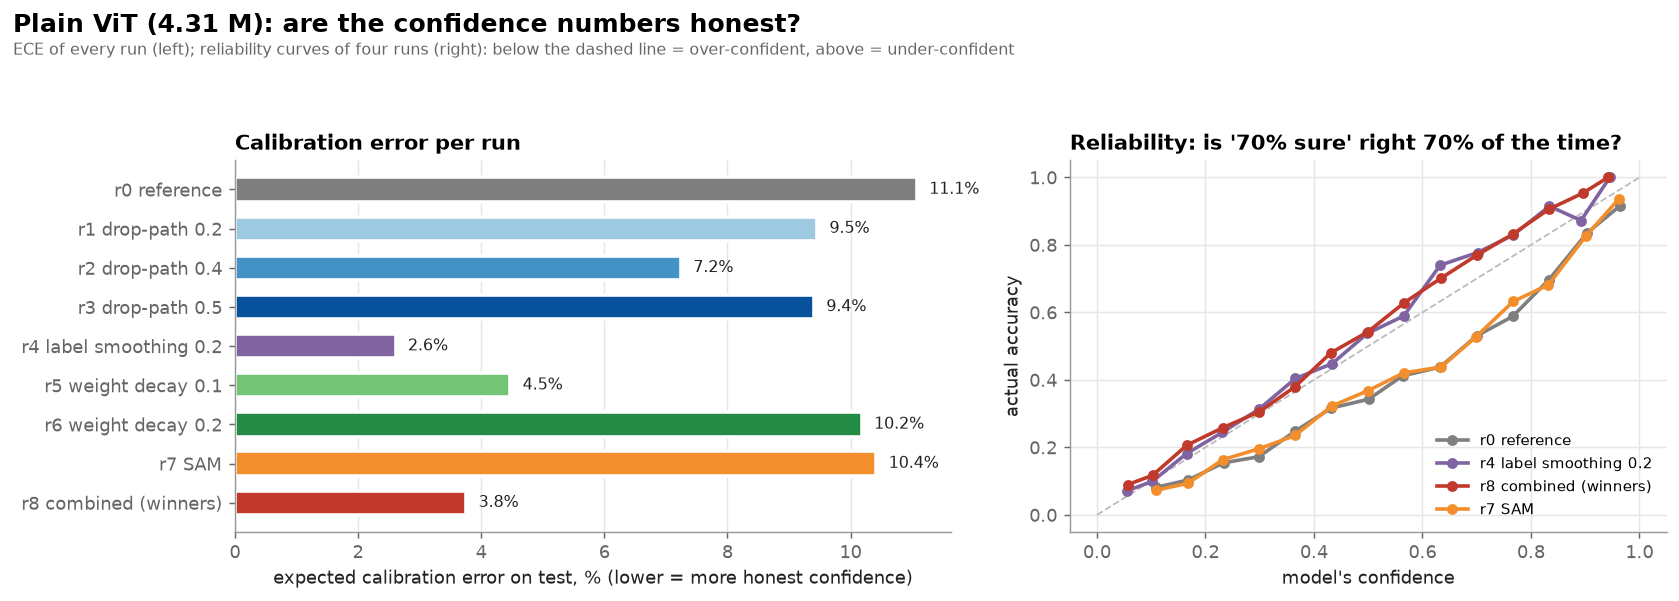 Plain ViT (4.31 M): are the confidence numbers honest?
ECE of every run (left); reliability curves of four runs (right): below the dashed line = over-confident, above = under-confident
Calibration error per run
r0 reference
11.1%
r1 drop-path 0.2
9.5%
r2 drop-path 0.4
7.2%
r3 drop-path 0.5
9.4%
r4 label smoothing 0.2
2.6%
r5 weight decay 0.1
4.5%
r6 weight decay 0.2
10.2%
r7 SAM
10.4%
r8 combined (winners)
3.8%
0 2 4 6 8 10
expected calibration error on test, % (lower = more honest confidence)
Reliability: is '70% sure' right 70% of the time?
actual accuracy
1.0
0.8
0.6
0.4
0.2
0.0
r0 reference
r4 label smoothing 0.2
r8 combined (winners)
r7 SAM
0.0 0.2 0.4 0.6 0.8 1.0
model's confidence